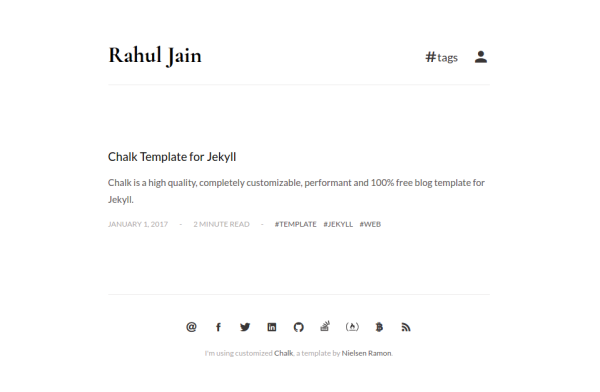 Rahul Jain
#tags
Chalk Template for Jekyll
Chalk is a high quality, completely customizable, performant and 100% free blog template for
Jekyll.
JANUARY 1, 2017 - 2 MINUTE READ - #TEMPLATE #JEKYLL #WEB
I'm using customized Chalk, a template by Nielsen Ramon.